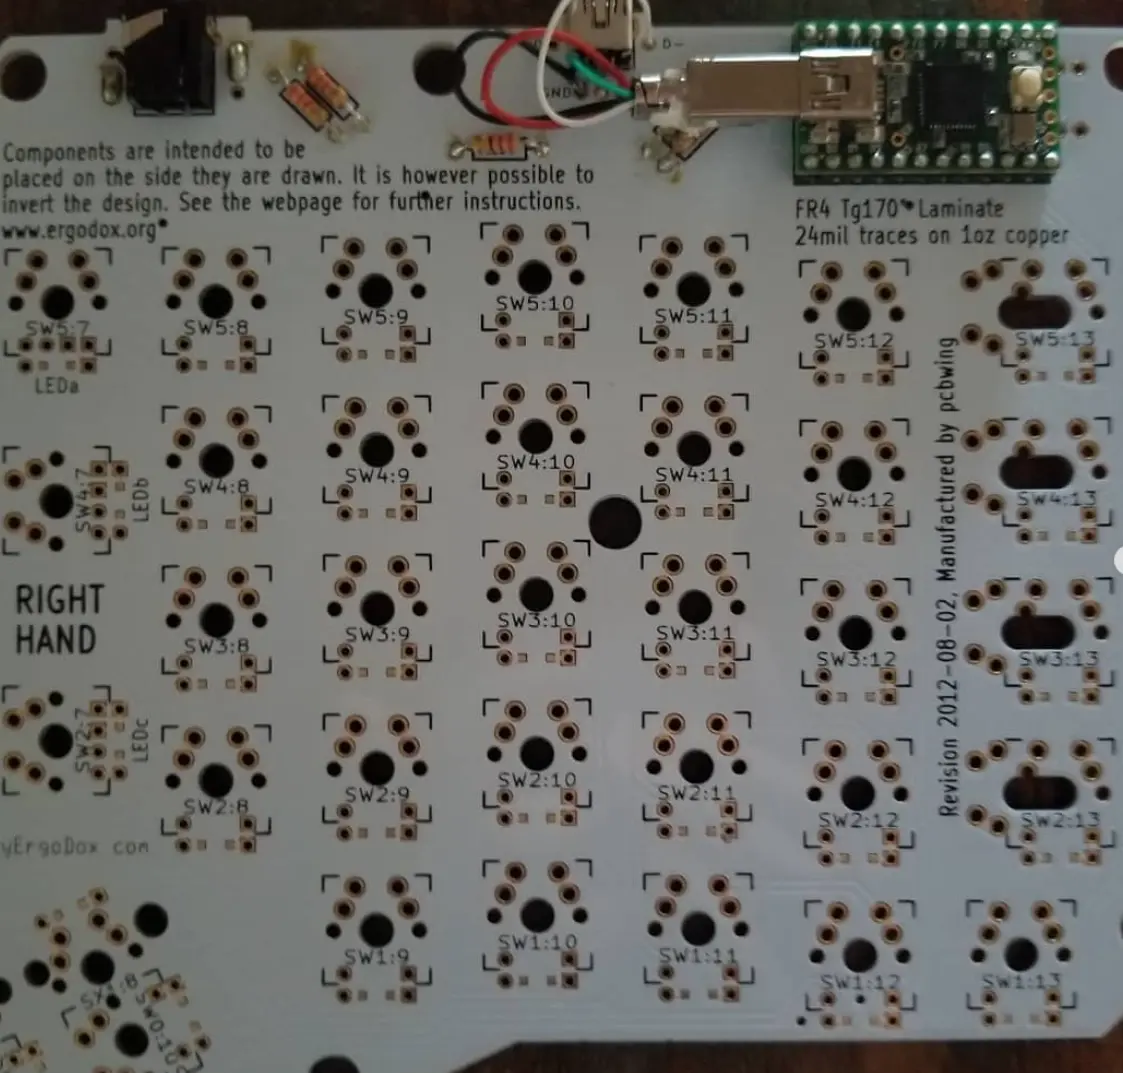 D-
GND
Components are intended to be
placed on the side they are drawn. It is however possible to
invert the design. See the webpage for further instructions.
www.ergodox.org
FR4 Tg170 Laminate
24mil traces on 1oz copper
SW5:7
SW5:8
SW5:9
SW5:10
SW5:11
SW5:12
SW5:13
LEDa
SW4:7
LEDb
SW4:8
SW4:9
SW4:10
SW4:11
SW4:12
SW4:13
Revision 2012-08-02, Manufactured by pcbwing
RIGHT
HAND
SW3:8
SW3:9
SW3:10
SW3:11
SW3:12
SW3:13
SW2:7
LEDc
SW2:8
SW2:9
SW2:10
SW2:11
SW2:12
SW2:13
yErgoDox com
SW1:9
SW1:10
SW1:11
SW1:12
SW1:13